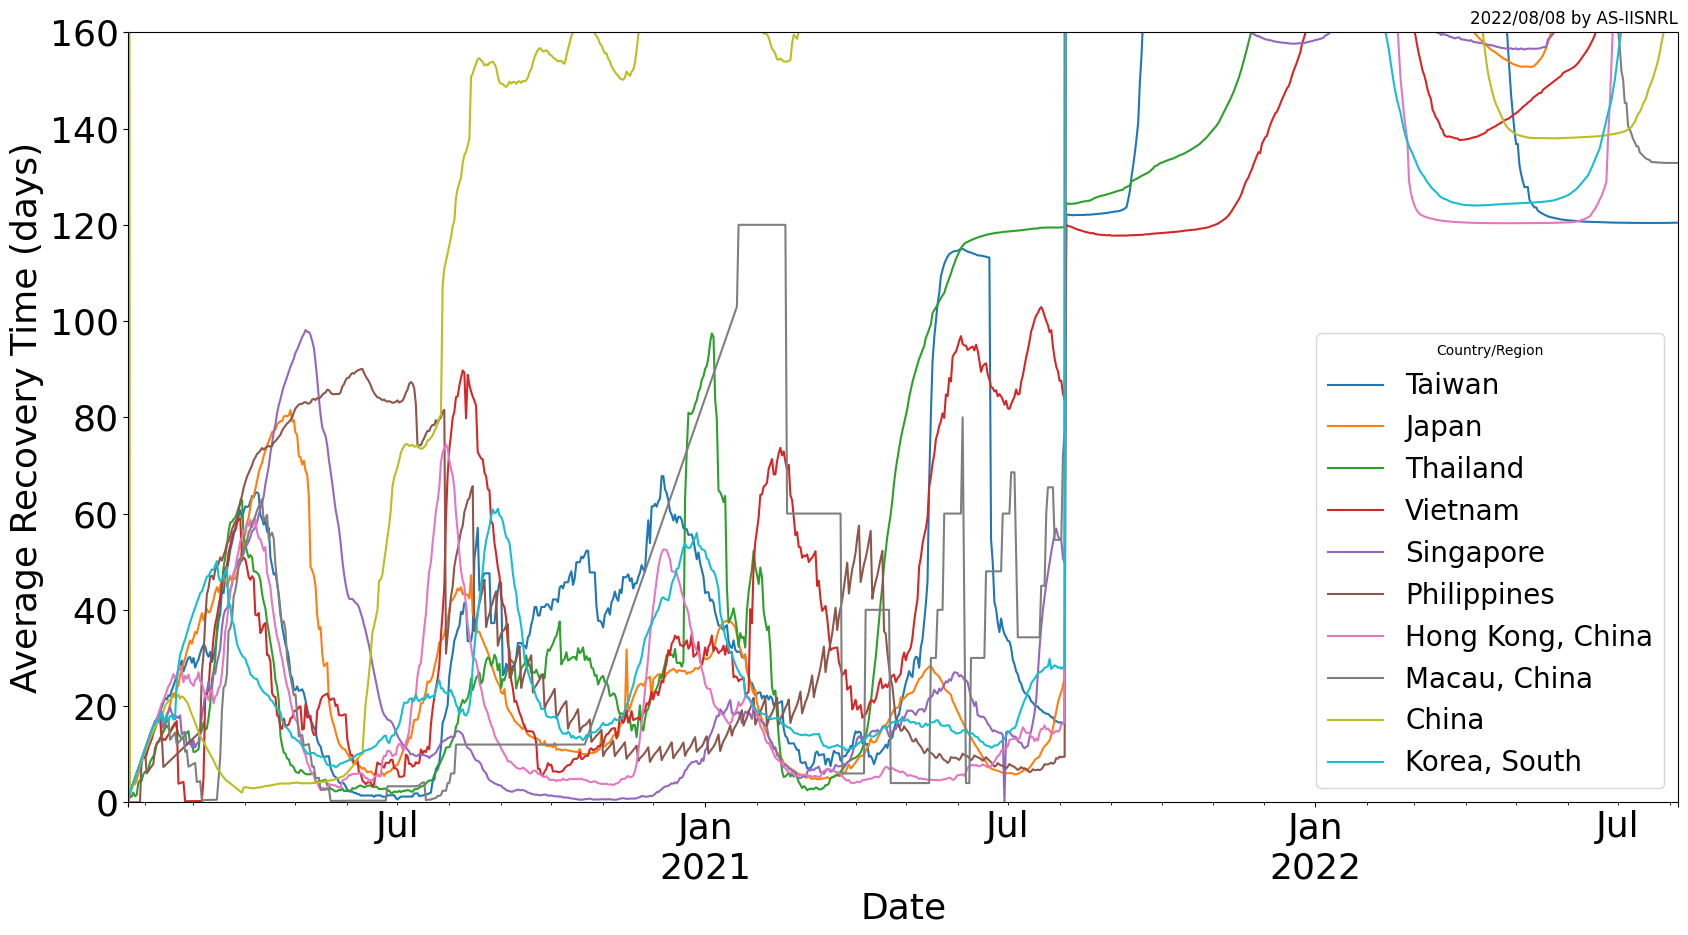 2022/08/08 by AS-IISNRL
160
140
120
100
80
60
40
20
0
Average Recovery Time (days)
Country/Region
Taiwan
Japan
Thailand
Vietnam
Singapore
Philippines
Hong Kong, China
Macau, China
China
Korea, South
Jul
Jan
2021
Jul
Jan
2022
Jul
Date